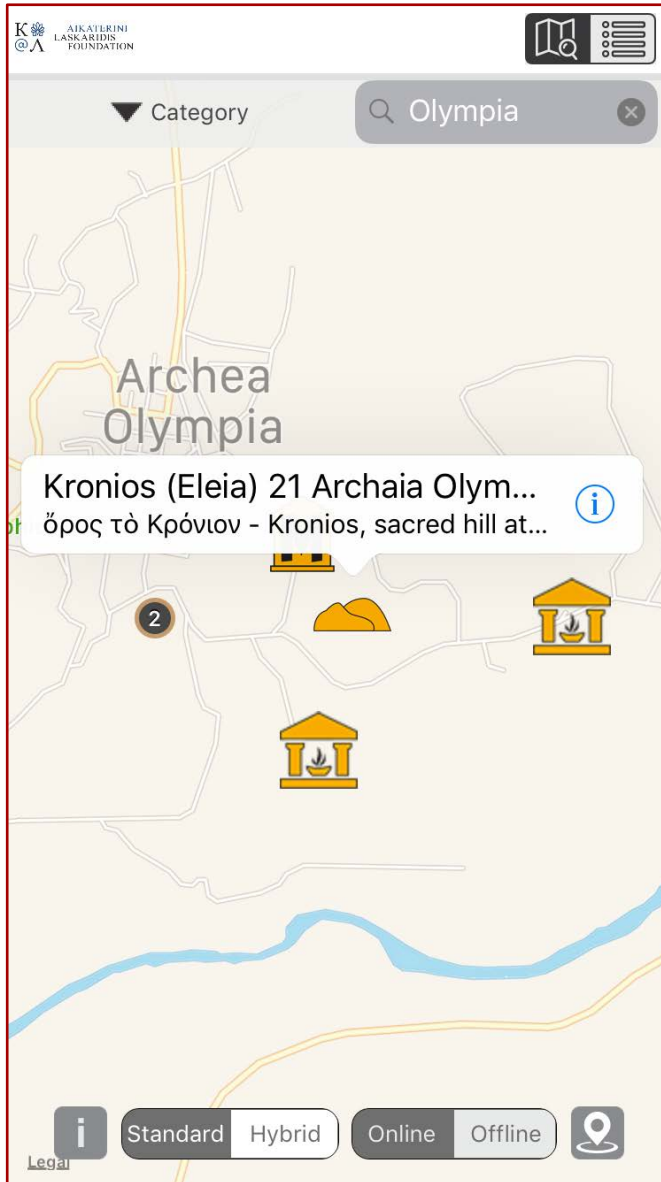 K
@Λ
AIKATERINI
LASKARIDIS
FOUNDATION
Category
Olympia
Archea
Olympia
Kronios (Eleia) 21 Archaia Olym...
ὄρος τὸ Κρόνιον - Kronios, sacred hill at...
2
i
Standard
Hybrid
Online
Offline
Legal